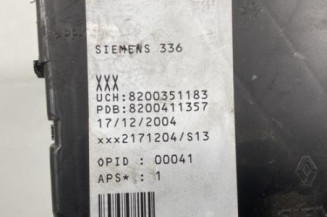 SIEMENS 336
XXX
UCH:8200351183
PDB:8200411357
17/12/2004
xxx2171204/S13
OPID : 00041
APS* : 1